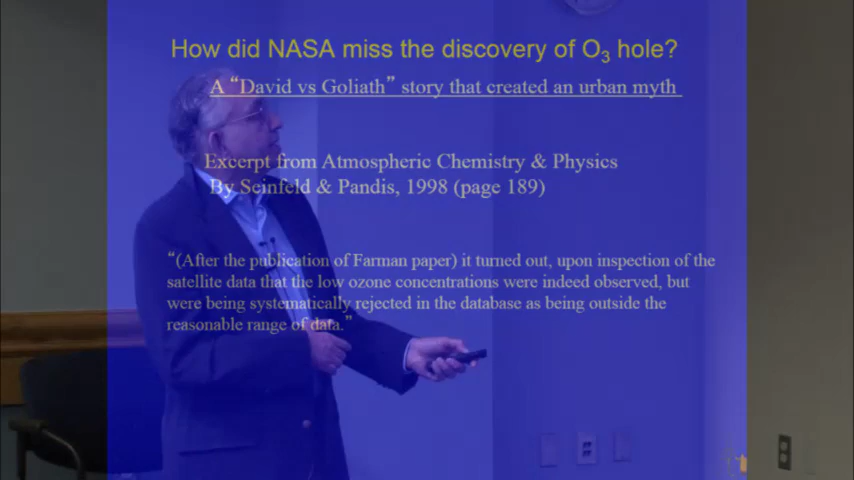 How did NASA miss the discovery of O₃ hole?
A “David vs Goliath” story that created an urban myth
Excerpt from Atmospheric Chemistry & Physics
By Seinfeld & Pandis, 1998 (page 189)
“(After the publication of Farman paper) it turned out, upon inspection of the
satellite data that the low ozone concentrations were indeed observed, but
were being systematically rejected in the database as being outside the
reasonable range of data.”